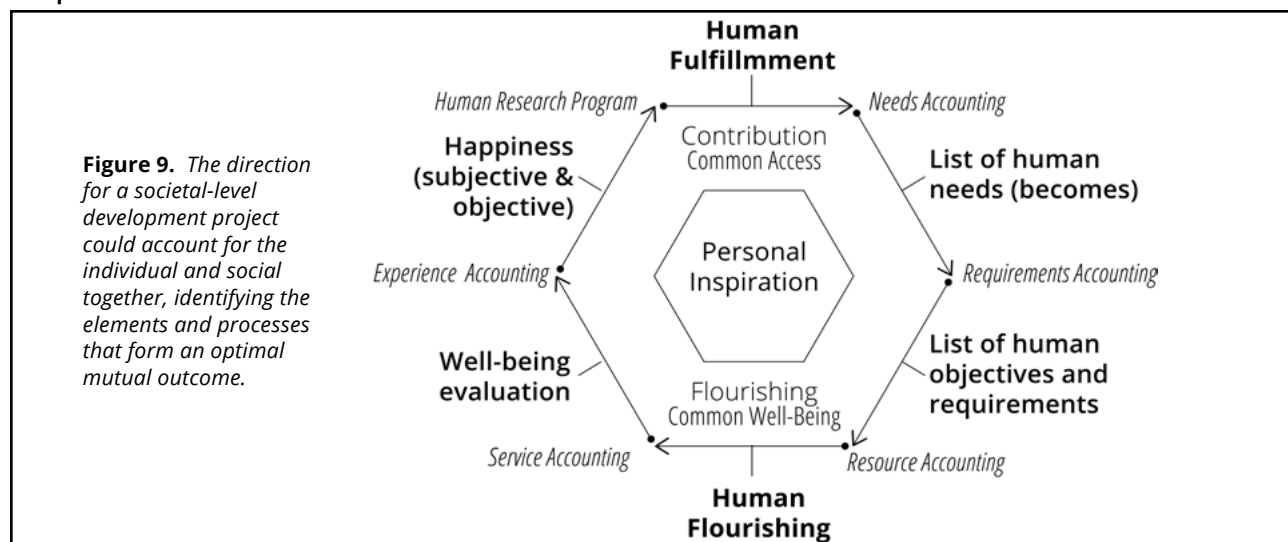 Figure 9. The direction
for a societal-level
development project
could account for the
individual and social
together, identifying the
elements and processes
that form an optimal
mutual outcome.
Human
Fulfillmment
Human Research Program
Needs Accounting
Contribution
Common Access
Happiness
(subjective &
objective)
List of human
needs (becomes)
Personal
Inspiration
Experience Accounting
Requirements Accounting
Well-being
evaluation
List of human
objectives and
requirements
Flourishing
Common Well-Being
Service Accounting
Resource Accounting
Human
Flourishing